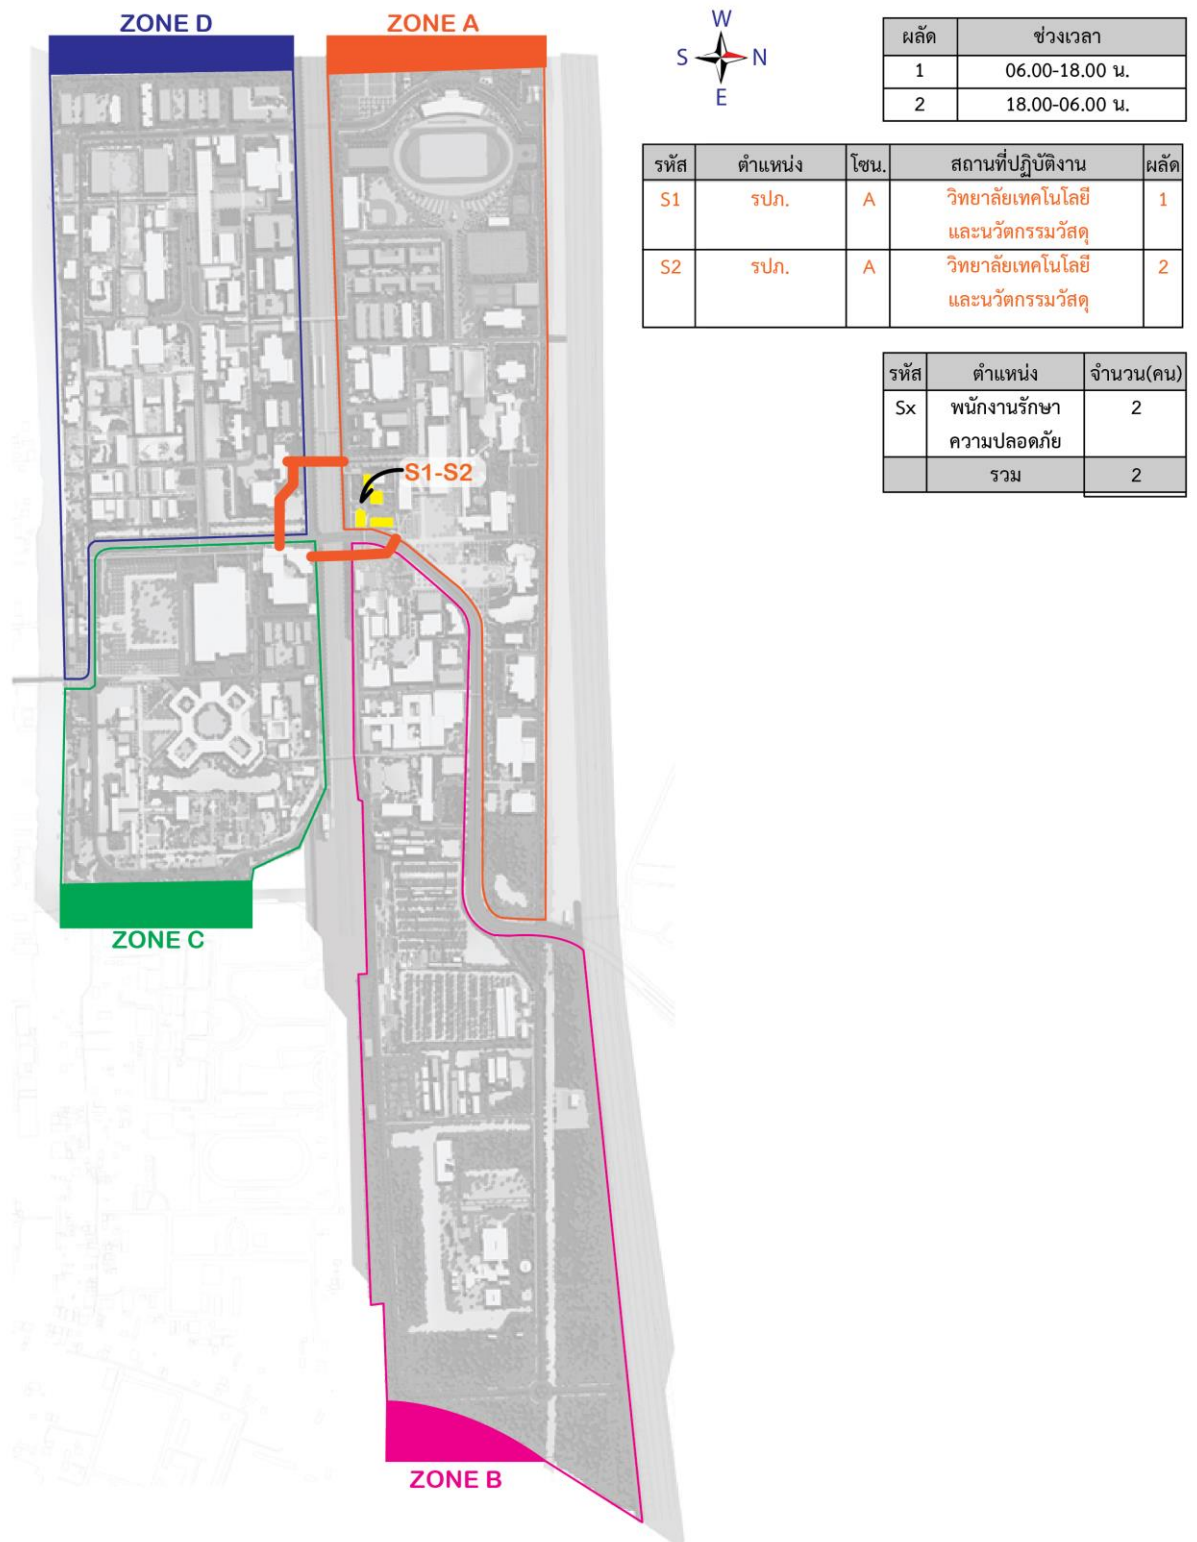 ZONE D
ZONE A
W
S N
E
ผลัด ช่วงเวลา
1 06.00-18.00 น.
2 18.00-06.00 น.
รหัส ตำแหน่ง โซน. สถานที่ปฏิบัติงาน ผลัด
S1 รปภ. A วิทยาลัยเทคโนโลยี 1
และนวัตกรรมวัสดุ
S2 รปภ. A วิทยาลัยเทคโนโลยี 2
และนวัตกรรมวัสดุ
รหัส ตำแหน่ง จำนวน(คน)
Sx พนักงานรักษา 2
ความปลอดภัย
รวม 2
S1-S2
ZONE C
ZONE B